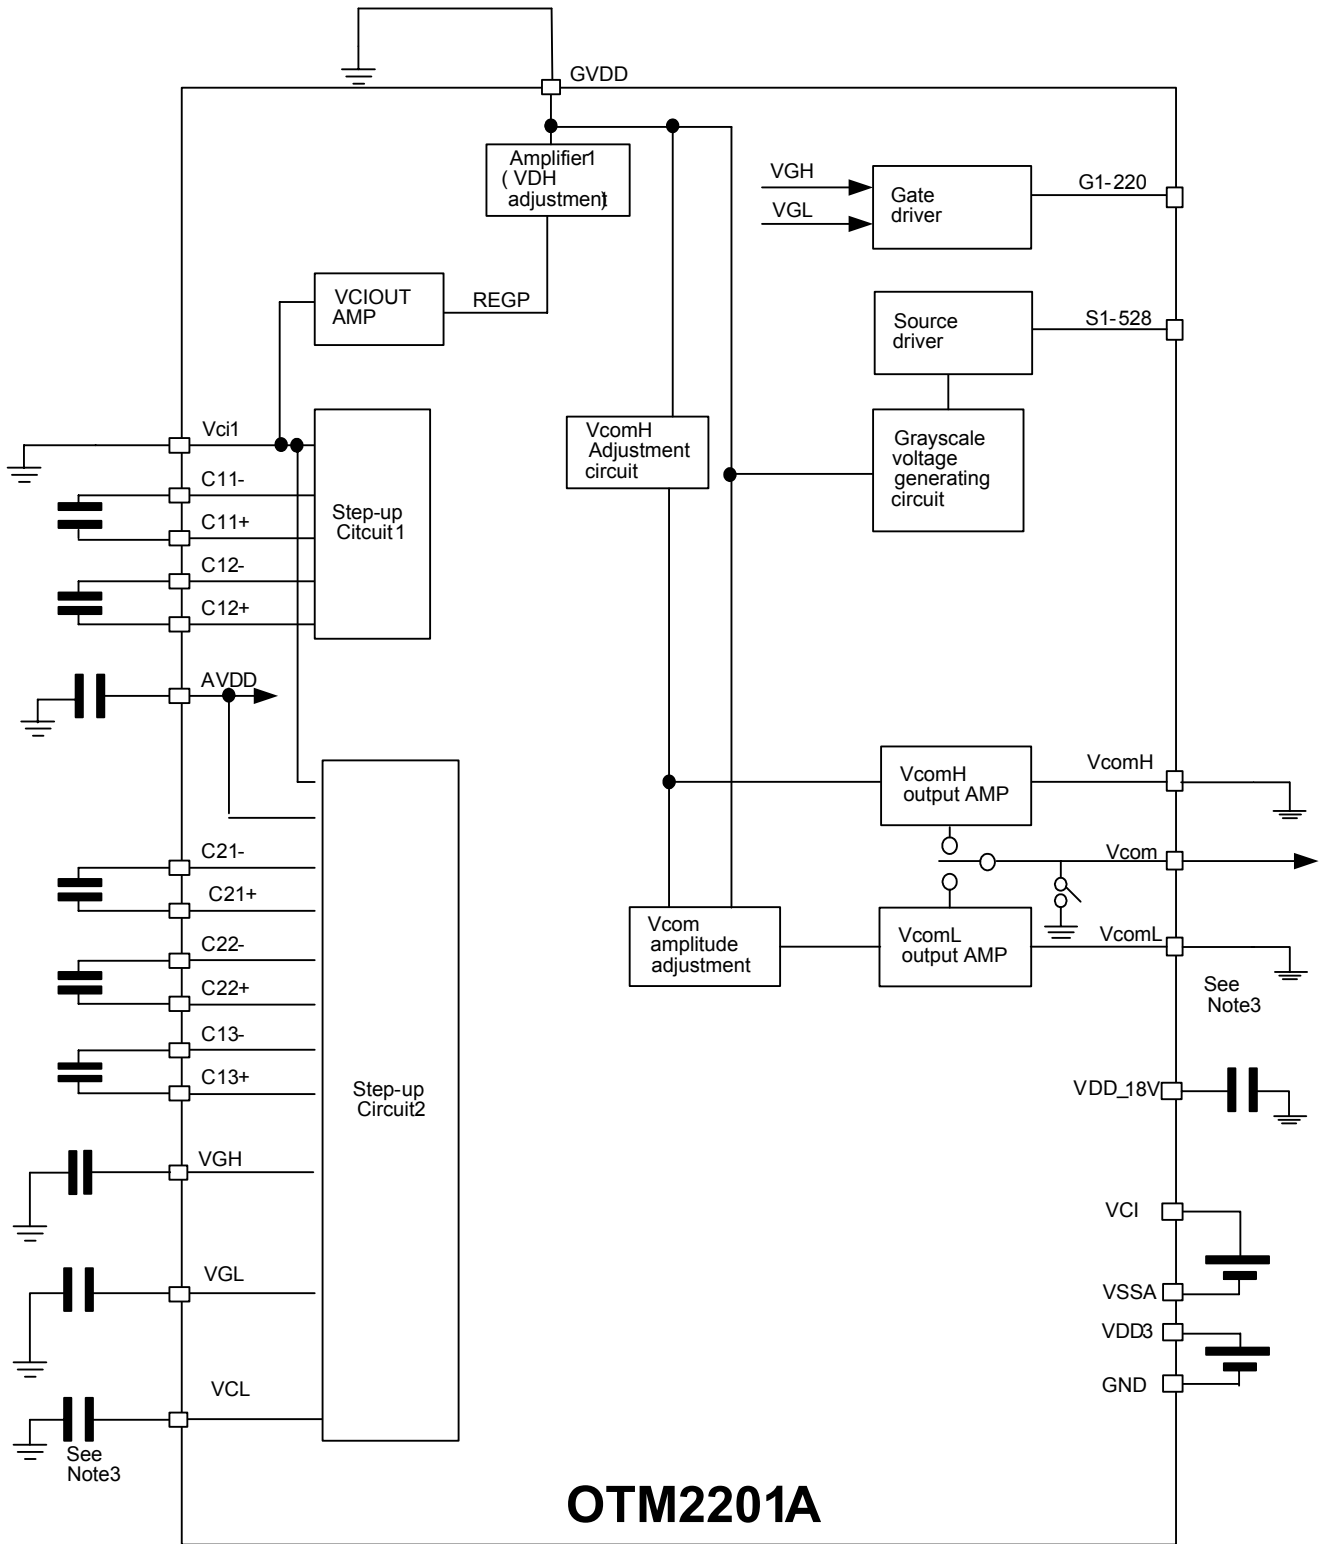 GVDD
Amplifier1
( VDH
adjustment)
VGH
VGL
Gate
driver
G1-220
VCIOUT
AMP
REGP
Source
driver
S1-528
Vci1
C11-
C11+
C12-
C12+
Step-up
Citcuit1
VcomH
Adjustment
circuit
Grayscale
voltage
generating
circuit
AVDD
VcomH
output AMP
VcomH
Vcom
C21-
C21+
C22-
C22+
C13-
C13+
Vcom
amplitude
adjustment
VcomL
output AMP
VcomL
See
Note3
Step-up
Circuit2
VDD_18V
VGH
VCI
VGL
VSSA
VDD3
GND
VCL
See
Note3
OTM2201A